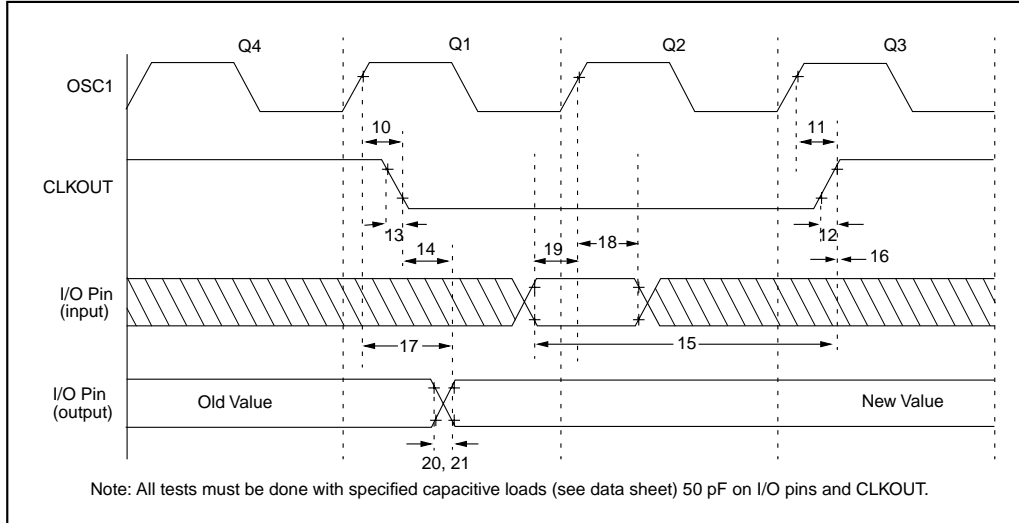 Q4 Q1 Q2 Q3
OSC1
10 11
CLKOUT
13 12
14 19 18 16
I/O Pin
(input)
17 15
I/O Pin
(output)
Old Value New Value
20, 21
Note: All tests must be done with specified capacitive loads (see data sheet) 50 pF on I/O pins and CLKOUT.